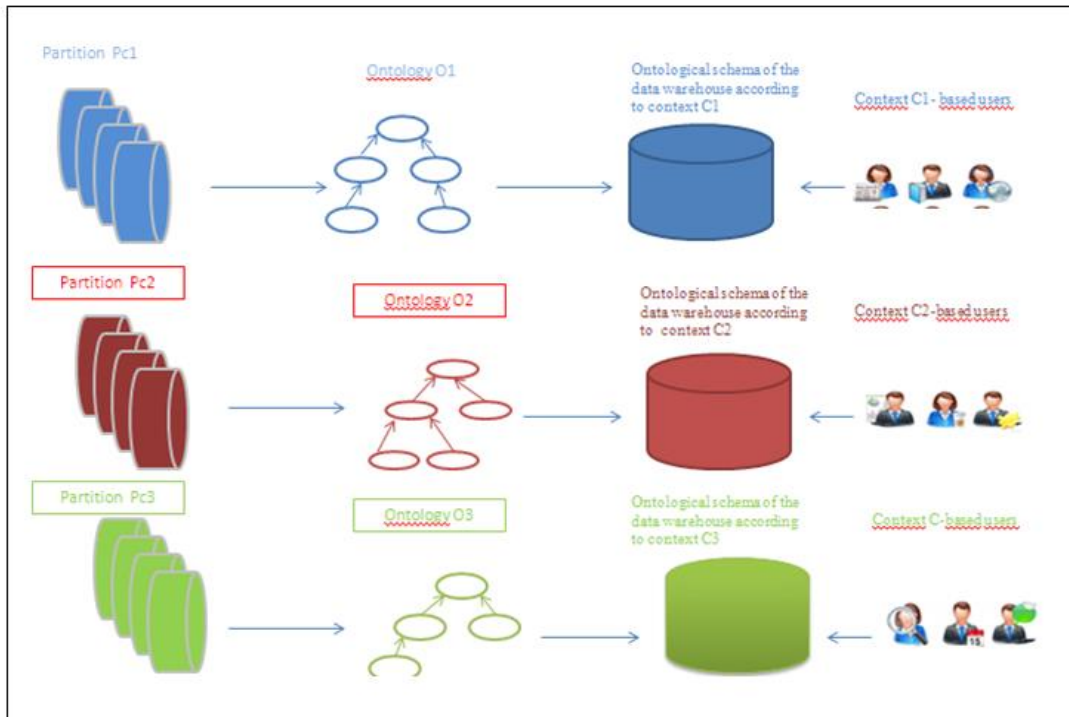 Partition Pc1
Ontology O1
Ontological schema of the
data warehouse according
to context C1
Context C1- based users
Partition Pc2
Ontology O2
Ontological schema of the
data warehouse according
to context C2
Context C2-based users
Partition Pc3
Ontology O3
Ontological schema of the
data warehouse according
to context C3
Context C-based users
15